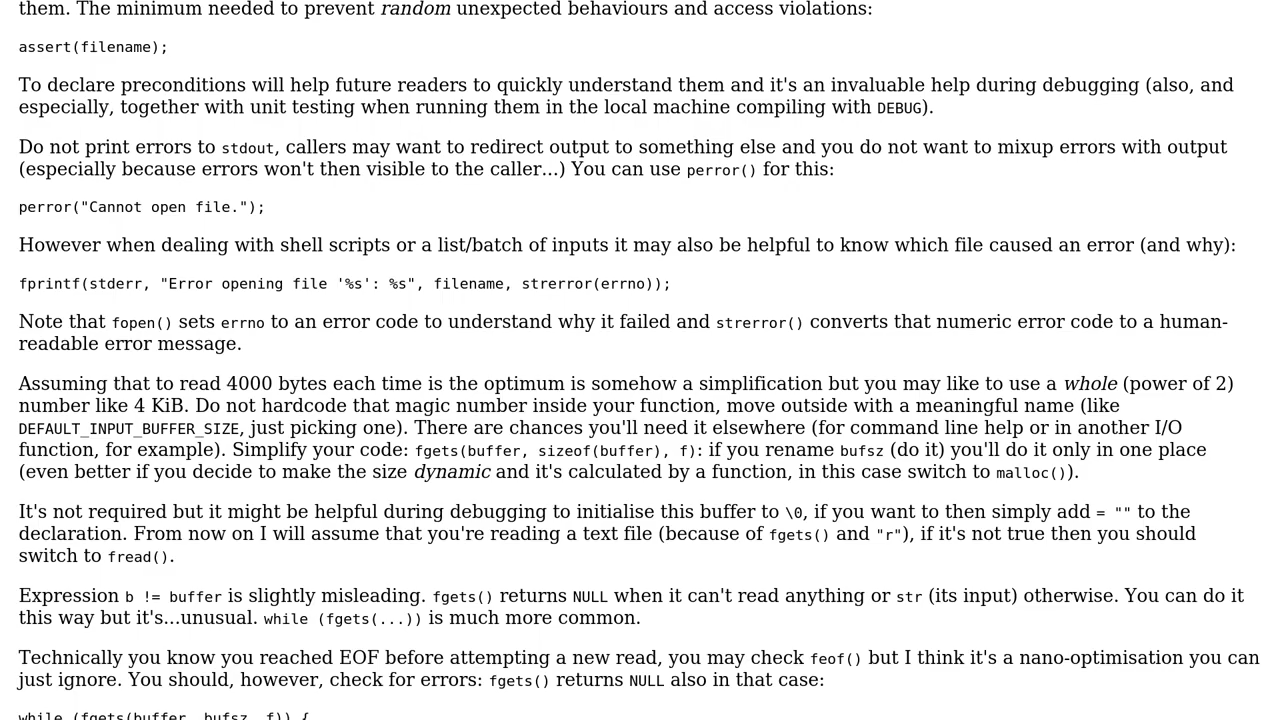 them. The minimum needed to prevent random unexpected behaviours and access violations:
assert(filename);
To declare preconditions will help future readers to quickly understand them and it's an invaluable help during debugging (also, and
especially, together with unit testing when running them in the local machine compiling with DEBUG).
Do not print errors to stdout, callers may want to redirect output to something else and you do not want to mixup errors with output
(especially because errors won't then visible to the caller...) You can use perror() for this:
perror("Cannot open file.");
However when dealing with shell scripts or a list/batch of inputs it may also be helpful to know which file caused an error (and why):
fprintf(stderr, "Error opening file '%s': %s", filename, strerror(errno));
Note that fopen() sets errno to an error code to understand why it failed and strerror() converts that numeric error code to a human-
readable error message.
Assuming that to read 4000 bytes each time is the optimum is somehow a simplification but you may like to use a whole (power of 2)
number like 4 KiB. Do not hardcode that magic number inside your function, move outside with a meaningful name (like
DEFAULT_INPUT_BUFFER_SIZE, just picking one). There are chances you'll need it elsewhere (for command line help or in another I/O
function, for example). Simplify your code: fgets(buffer, sizeof(buffer), f): if you rename bufsz (do it) you'll do it only in one place
(even better if you decide to make the size dynamic and it's calculated by a function, in this case switch to malloc()).
It's not required but it might be helpful during debugging to initialise this buffer to \0, if you want to then simply add = "" to the
declaration. From now on I will assume that you're reading a text file (because of fgets() and "r"), if it's not true then you should
switch to fread().
Expression b != buffer is slightly misleading. fgets() returns NULL when it can't read anything or str (its input) otherwise. You can do it
this way but it's...unusual. while (fgets(...)) is much more common.
Technically you know you reached EOF before attempting a new read, you may check feof() but I think it's a nano-optimisation you can
just ignore. You should, however, check for errors: fgets() returns NULL also in that case:
while (fgets(buffer, bufsz, f)) {